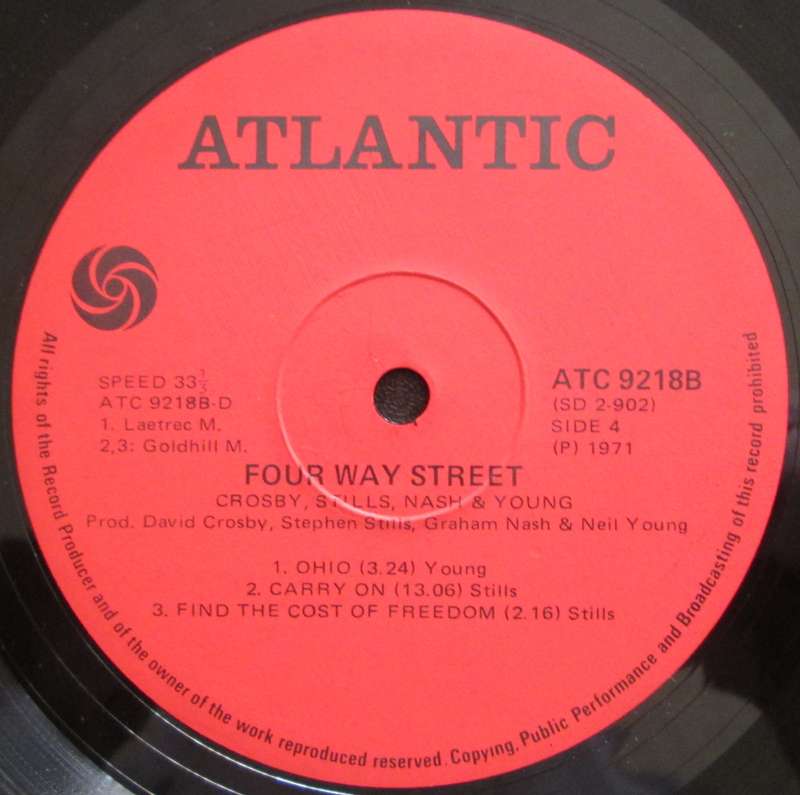 ATLANTIC
SPEED 33⅓
ATC 9218B-D
1. Laetrec M.
2,3: Goldhill M.
ATC 9218B
(SD 2-902)
SIDE 4
(P) 1971
FOUR WAY STREET
CROSBY, STILLS, NASH & YOUNG
Prod. David Crosby, Stephen Stills, Graham Nash & Neil Young
1. OHIO (3.24) Young
2. CARRY ON (13.06) Stills
3. FIND THE COST OF FREEDOM (2.16) Stills
All rights of the Record Producer and of the owner of the work reproduced reserved. Copying, Public Performance and Broadcasting of this record prohibited